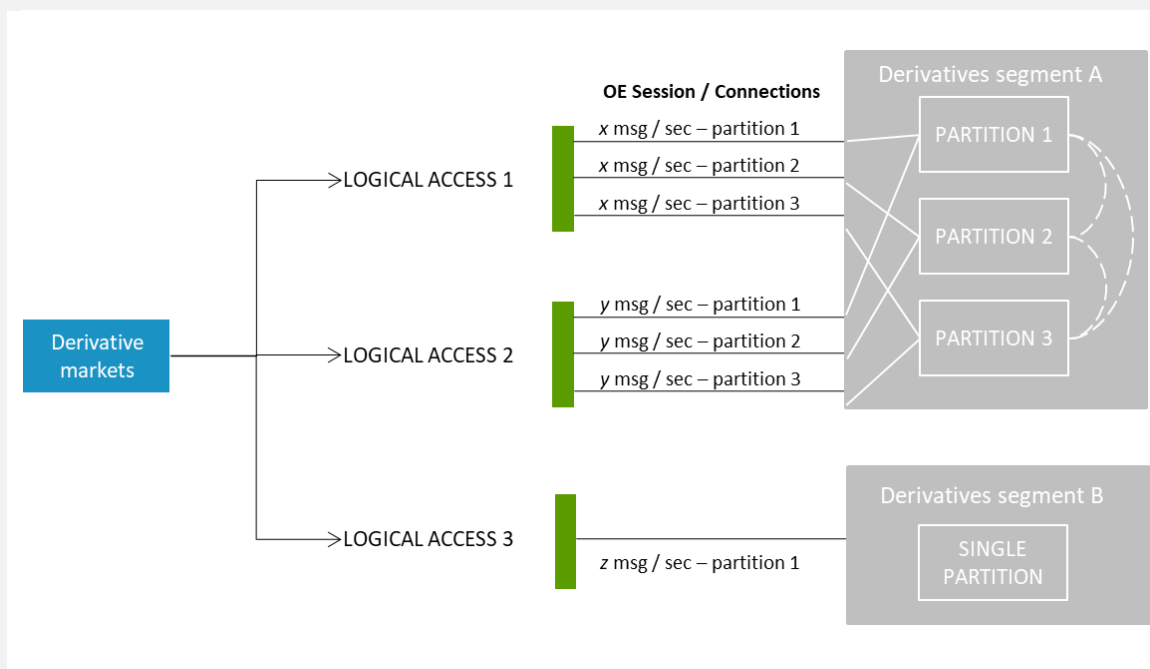 OE Session / Connections
Derivatives segment A
x msg / sec – partition 1
PARTITION 1
x msg / sec – partition 2
LOGICAL ACCESS 1
x msg / sec – partition 3
PARTITION 2
y msg / sec – partition 1
PARTITION 3
Derivative
markets
LOGICAL ACCESS 2
y msg / sec – partition 2
y msg / sec – partition 3
Derivatives segment B
LOGICAL ACCESS 3
z msg / sec – partition 1
SINGLE
PARTITION